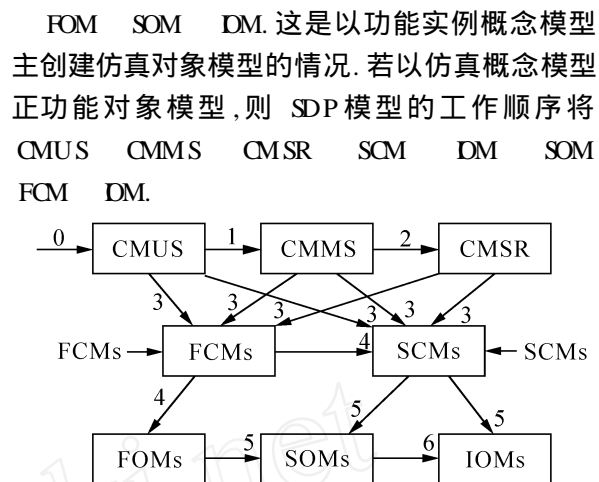 FOM SOM IOM. 这是以功能实例概念模型
主创建仿真对象模型的情况. 若以仿真概念模型
正功能对象模型,则 SDP模型的工作顺序将
CMUS CMMS CMSR SCM IOM SOM
FCM IOM.
0 CMUS 1 CMMS 2 CMSR
3 3 3 3 3 3
FCMs FCMs 4 SCMs SCMs
4 5 5
FOMs 5 SOMs 6 IOMs